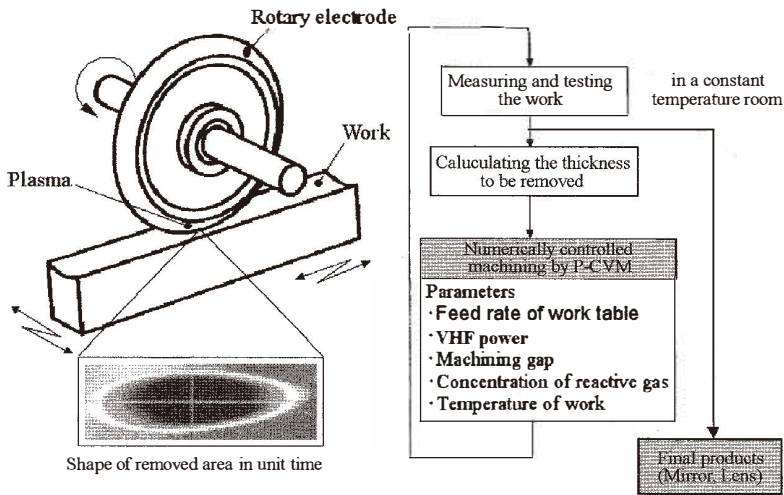 Rotary electrode
Work
Plasma
Shape of removed area in unit time
Measuring and testing
the work
in a constant
temperature room
Caluculating the thickness
to be removed
Numerically controlled
machining by P-CVM
Parameters
·Feed rate of work table
·VHF power
·Machining gap
·Concentration of reactive gas
·Temperature of work
Final products
(Mirror, Lens)